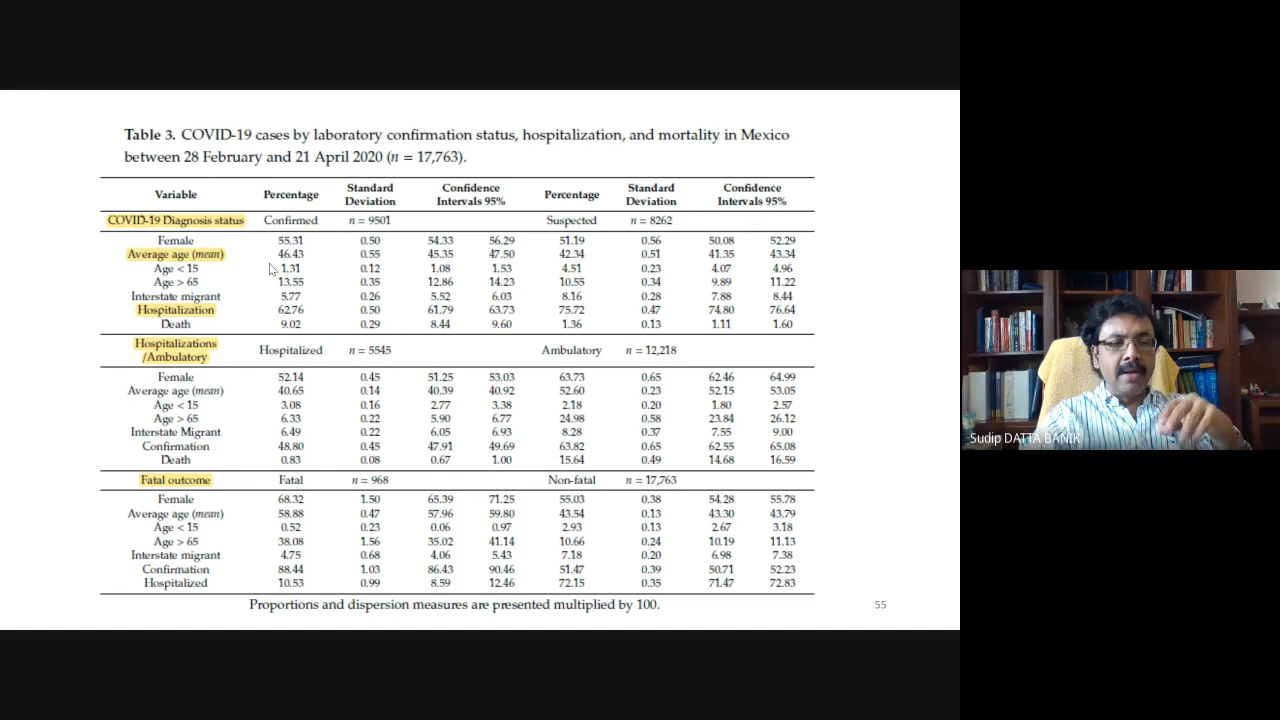 Table 3. COVID-19 cases by laboratory confirmation status, hospitalization, and mortality in Mexico
between 28 February and 21 April 2020 (n = 17,763).
Variable Percentage Standard Deviation Confidence Intervals 95% Percentage Standard Deviation Confidence Intervals 95%
COVID-19 Diagnosis status Confirmed n = 9501 Suspected n = 8262
Female 55.31 0.50 54.33 56.29 51.19 0.56 50.08 52.29
Average age (mean) 46.43 0.55 45.35 47.50 42.34 0.51 41.35 43.34
Age < 15 1.31 0.12 1.08 1.53 4.51 0.23 4.07 4.96
Age > 65 13.55 0.35 12.86 14.23 10.55 0.34 9.89 11.22
Interstate migrant 5.77 0.26 5.52 6.03 8.16 0.28 7.88 8.44
Hospitalization 62.76 0.50 61.79 63.73 75.72 0.47 74.80 76.64
Death 9.02 0.29 8.44 9.60 1.36 0.13 1.11 1.60
Hospitalizations
/Ambulatory Hospitalized n = 5545 Ambulatory n = 12,218
Female 52.14 0.45 51.25 53.03 63.73 0.65 62.46 64.99
Average age (mean) 40.65 0.14 40.39 40.92 52.60 0.23 52.15 53.05
Age < 15 3.08 0.16 2.77 3.38 2.18 0.20 1.80 2.57
Age > 65 6.33 0.22 5.90 6.77 24.98 0.58 23.84 26.12
Interstate Migrant 6.49 0.22 6.05 6.93 8.28 0.37 7.55 9.00
Confirmation 48.80 0.45 47.91 49.69 63.82 0.65 62.55 65.08
Death 0.83 0.08 0.67 1.00 15.64 0.49 14.68 16.59
Fatal outcome Fatal n = 968 Non-fatal n = 17,763
Female 68.32 1.50 65.39 71.25 55.03 0.38 54.28 55.78
Average age (mean) 58.88 0.47 57.96 59.80 43.54 0.13 43.30 43.79
Age < 15 0.52 0.23 0.06 0.97 2.93 0.13 2.67 3.18
Age > 65 38.08 1.56 35.02 41.14 10.66 0.24 10.19 11.13
Interstate migrant 4.75 0.68 4.06 5.43 7.18 0.20 6.98 7.38
Confirmation 88.44 1.03 86.43 90.46 51.47 0.39 50.71 52.23
Hospitalized 10.53 0.99 8.59 12.46 72.15 0.35 71.47 72.83
Proportions and dispersion measures are presented multiplied by 100.
55
Sudip DATTA BANIK